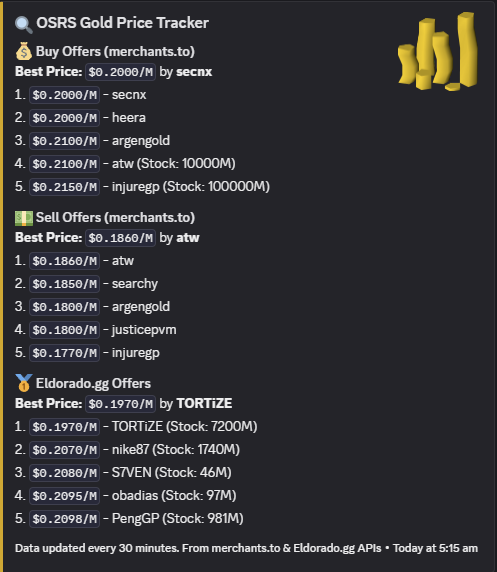 OSRS Gold Price Tracker
Buy Offers (merchants.to)
Best Price: $0.2000/M by secnx
1. $0.2000/M - secnx
2. $0.2000/M - heera
3. $0.2100/M - argengold
4. $0.2100/M - atw (Stock: 10000M)
5. $0.2150/M - injuregp (Stock: 100000M)
Sell Offers (merchants.to)
Best Price: $0.1860/M by atw
1. $0.1860/M - atw
2. $0.1850/M - searchy
3. $0.1800/M - argengold
4. $0.1800/M - justicepvm
5. $0.1770/M - injuregp
Eldorado.gg Offers
Best Price: $0.1970/M by TORTiZE
1. $0.1970/M - TORTiZE (Stock: 7200M)
2. $0.2070/M - nike87 (Stock: 1740M)
3. $0.2080/M - S7VEN (Stock: 46M)
4. $0.2095/M - obadias (Stock: 97M)
5. $0.2098/M - PengGP (Stock: 981M)
Data updated every 30 minutes. From merchants.to & Eldorado.gg APIs • Today at 5:15 am